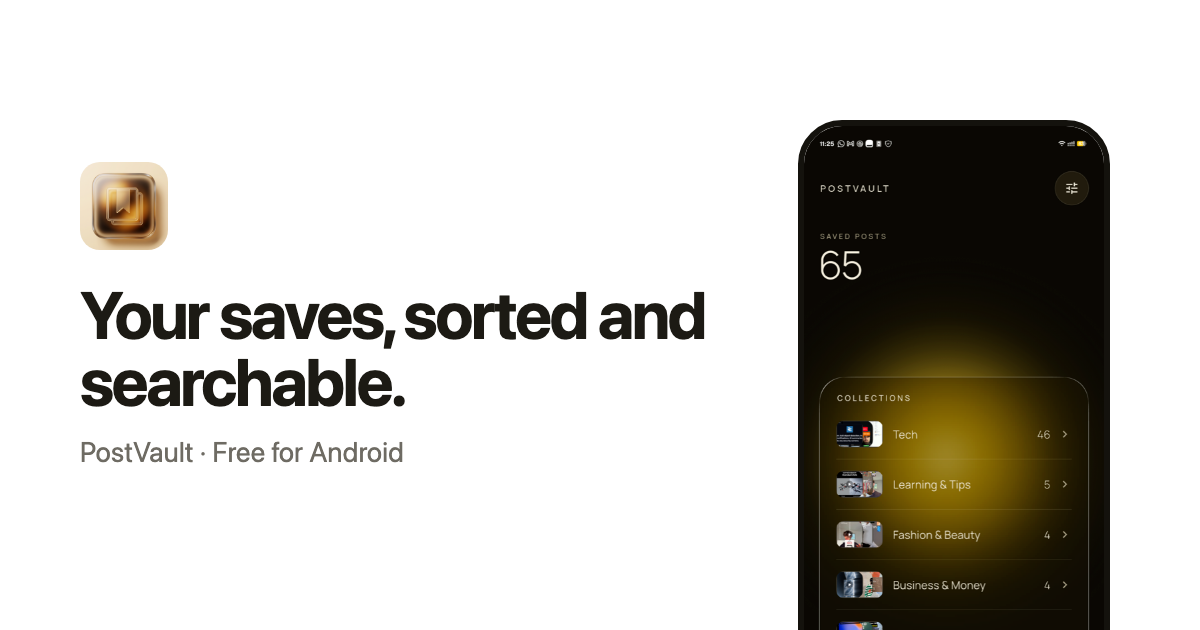 Your saves, sorted and
searchable.
PostVault · Free for Android
11:25
POSTVAULT
SAVED POSTS
65
COLLECTIONS
Tech 46
Learning & Tips 5
Fashion & Beauty 4
Business & Money 4